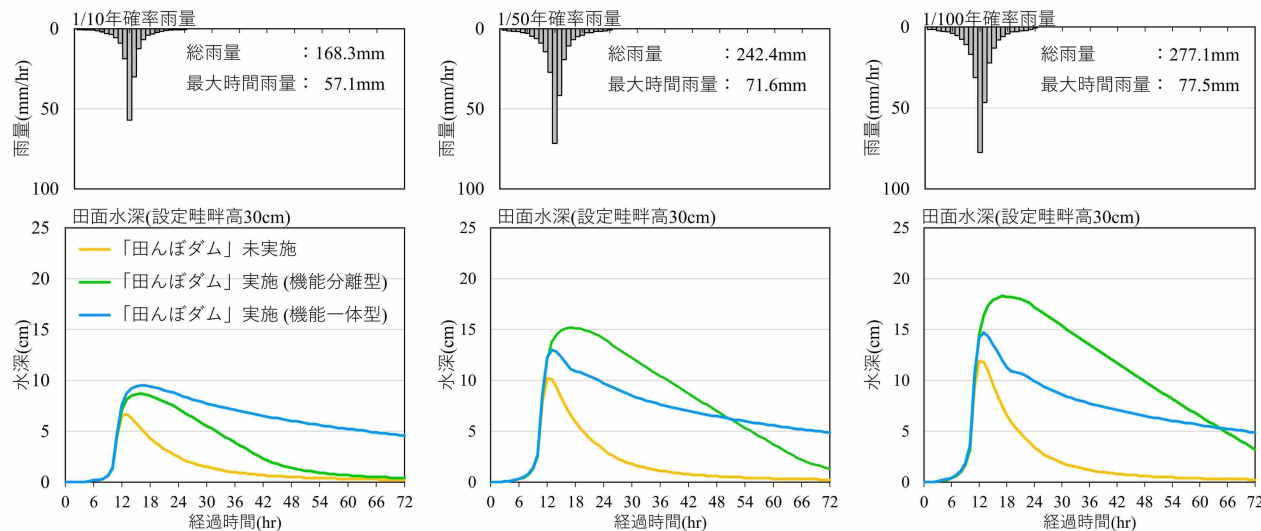 1/10年確率雨量
0
50
100
雨量(mm/hr)
総雨量 :168.3mm
最大時間雨量: 57.1mm
1/50年確率雨量
0
50
100
雨量(mm/hr)
総雨量 :242.4mm
最大時間雨量: 71.6mm
1/100年確率雨量
0
50
100
雨量(mm/hr)
総雨量 :277.1mm
最大時間雨量: 77.5mm
田面水深(設定畦畔高30cm)
25
20
15
10
5
0
水深(cm)
「田んぼダム」未実施
「田んぼダム」実施 (機能分離型)
「田んぼダム」実施 (機能一体型)
0 6 12 18 24 30 36 42 48 54 60 66 72
経過時間(hr)
田面水深(設定畦畔高30cm)
25
20
15
10
5
0
水深(cm)
0 6 12 18 24 30 36 42 48 54 60 66 72
経過時間(hr)
田面水深(設定畦畔高30cm)
25
20
15
10
5
0
水深(cm)
0 6 12 18 24 30 36 42 48 54 60 66 72
経過時間(hr)